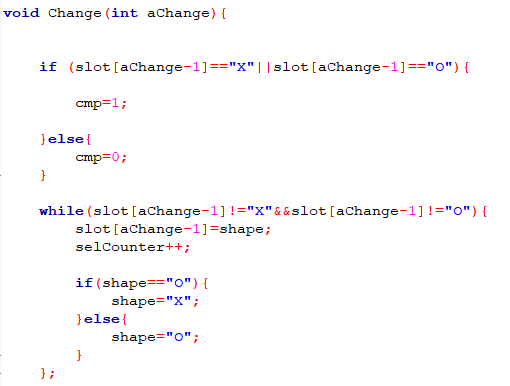 void Change(int aChange){
if (slot[aChange-1]=="X"||slot[aChange-1]=="O"){
cmp=1;
}else{
cmp=0;
}
while(slot[aChange-1]!="X"&&slot[aChange-1]!="O"){
slot[aChange-1]=shape;
selCounter++;
if(shape=="O"){
shape="X";
}else{
shape="O";
}
};